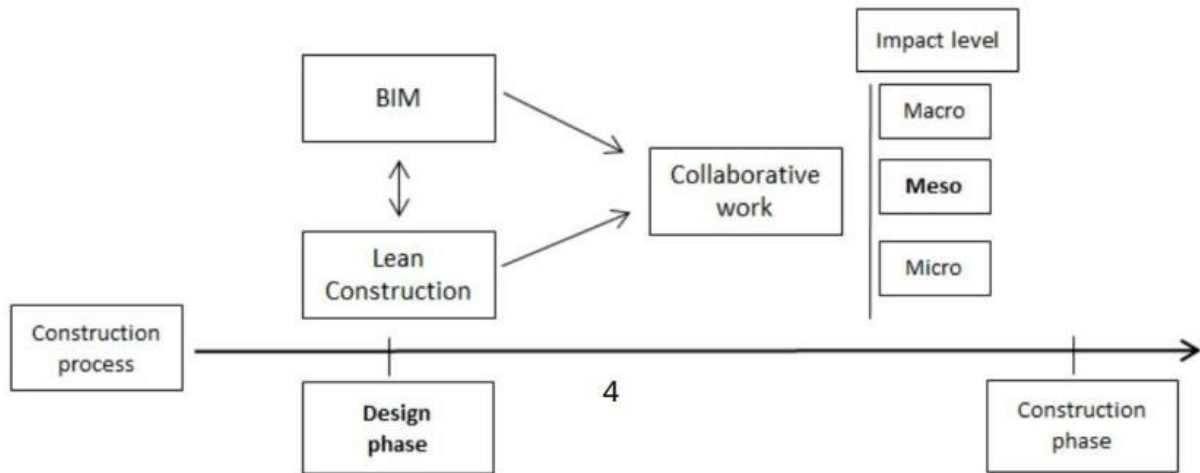 Impact level
BIM
Macro
Collaborative
work
Meso
Lean
Construction
Micro
Construction
process
4
Design
phase
Construction
phase